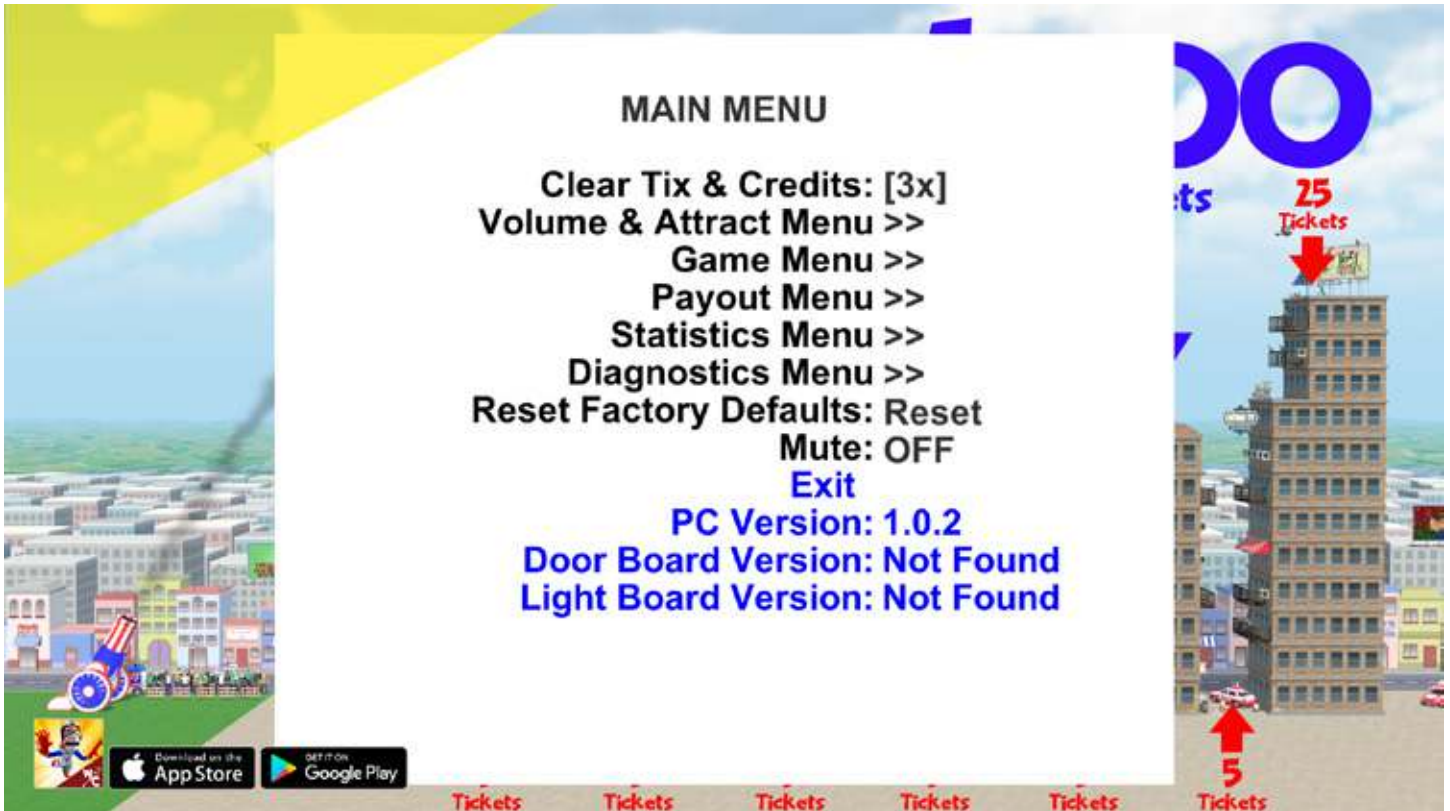 MAIN MENU
Clear Tix & Credits: [3x]
Volume & Attract Menu >>
Game Menu >>
Payout Menu >>
Statistics Menu >>
Diagnostics Menu >>
Reset Factory Defaults: Reset
Mute: OFF
Exit
PC Version: 1.0.2
Door Board Version: Not Found
Light Board Version: Not Found
25
Tickets
5
Tickets
Download on the
App Store
GET IT ON
Google Play
Tickets
Tickets
Tickets
Tickets
Tickets